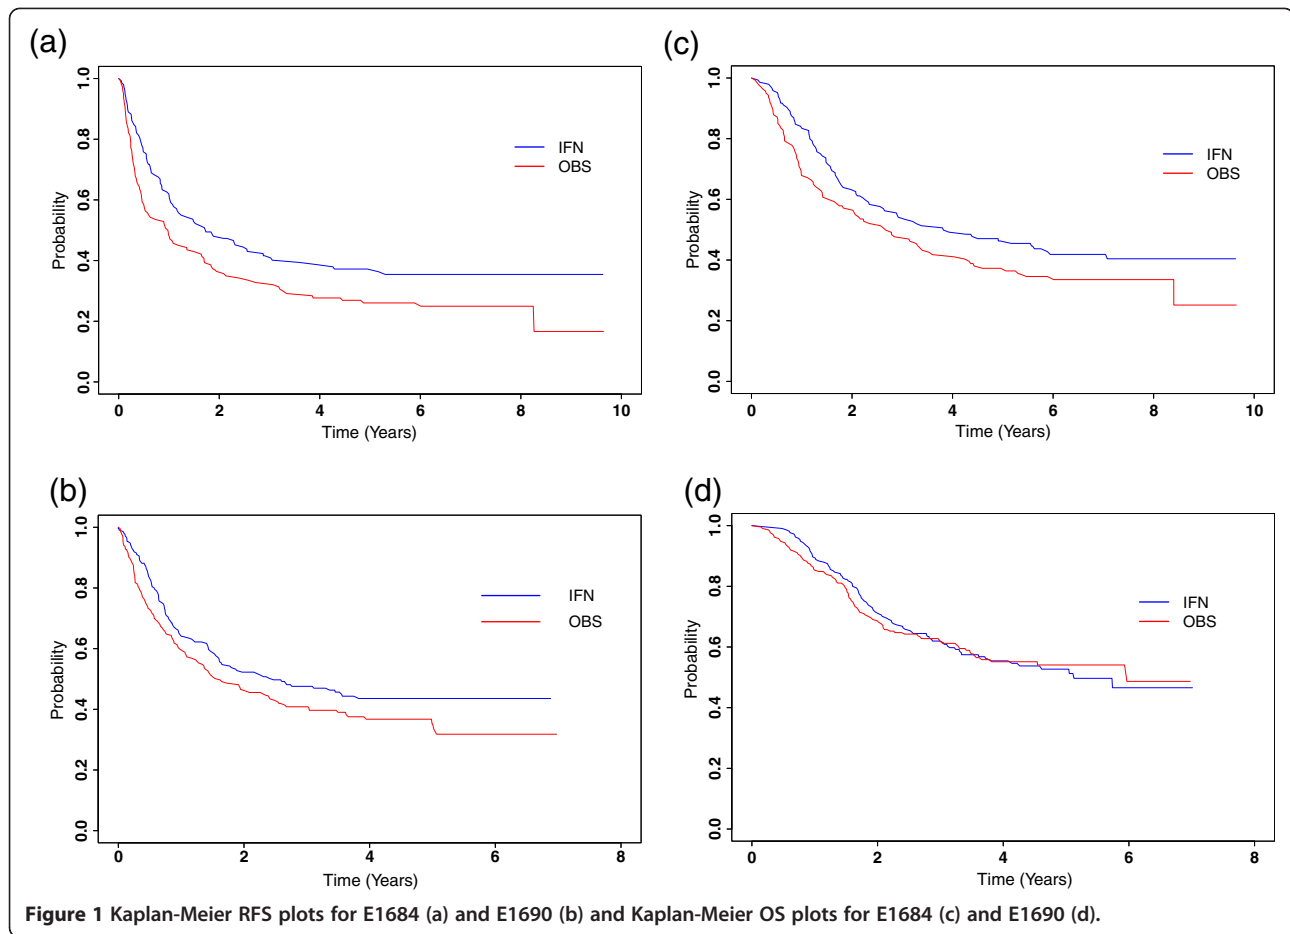 (a)
Probability
0.0 0.2 0.4 0.6 0.8 1.0
IFN
OBS
0 2 4 6 8 10
Time (Years)
(c)
Probability
0.0 0.2 0.4 0.6 0.8 1.0
IFN
OBS
0 2 4 6 8 10
Time (Years)
(b)
Probability
0.0 0.2 0.4 0.6 0.8 1.0
IFN
OBS
0 2 4 6 8
Time (Years)
(d)
Probability
0.0 0.2 0.4 0.6 0.8 1.0
IFN
OBS
0 2 4 6 8
Time (Years)
Figure 1 Kaplan-Meier RFS plots for E1684 (a) and E1690 (b) and Kaplan-Meier OS plots for E1684 (c) and E1690 (d).